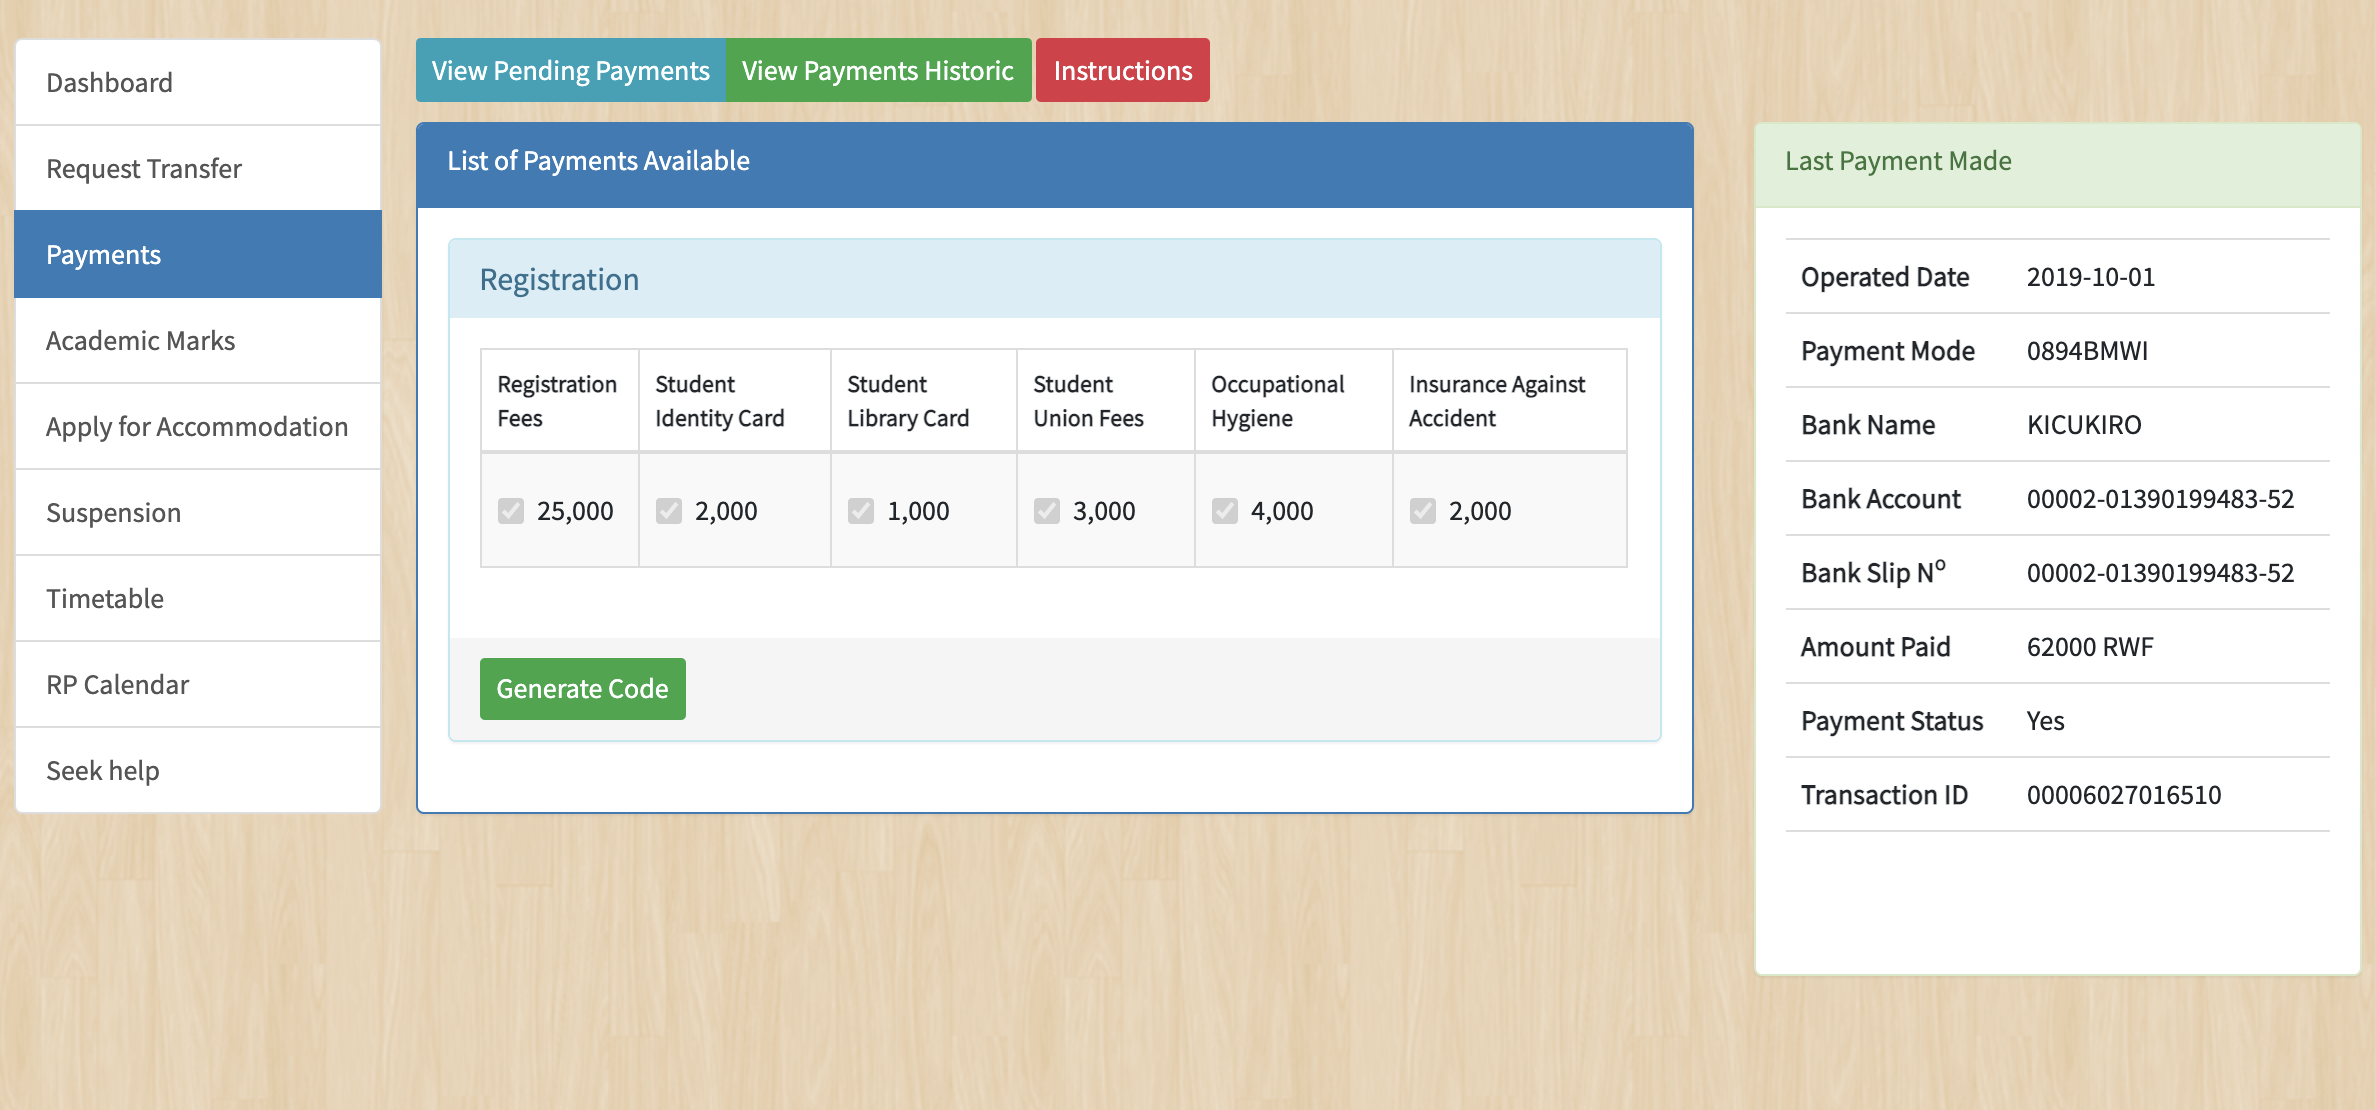 Dashboard
Request Transfer
Payments
Academic Marks
Apply for Accommodation
Suspension
Timetable
RP Calendar
Seek help
View Pending Payments
View Payments Historic
Instructions
List of Payments Available
Registration
Registration Fees
Student Identity Card
Student Library Card
Student Union Fees
Occupational Hygiene
Insurance Against Accident
25,000
2,000
1,000
3,000
4,000
2,000
Generate Code
Last Payment Made
Operated Date 2019-10-01
Payment Mode 0894BMWI
Bank Name KICUKIRO
Bank Account 00002-01390199483-52
Bank Slip Nº 00002-01390199483-52
Amount Paid 62000 RWF
Payment Status Yes
Transaction ID 00006027016510